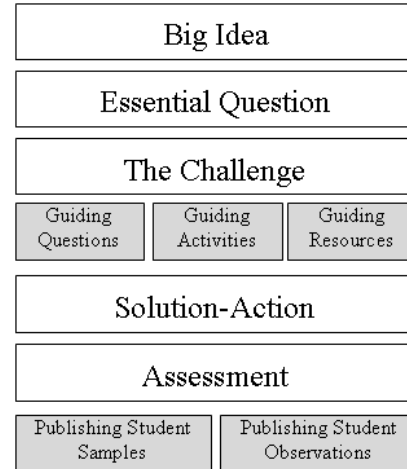 Big Idea
Essential Question
The Challenge
Guiding
Questions
Guiding
Activities
Guiding
Resources
Solution-Action
Assessment
Publishing Student
Samples
Publishing Student
Observations